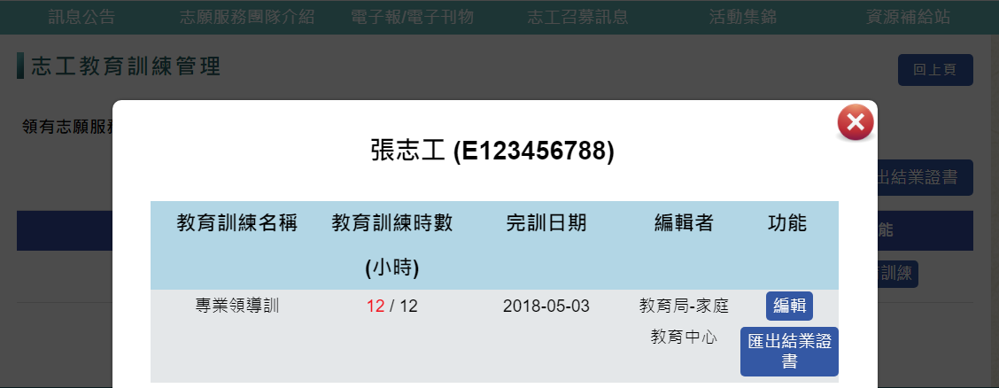 訊息公告 志願服務團隊介紹 電子報/電子刊物 志工召募訊息 活動集錦 資源補給站
志工教育訓練管理
回上頁
領有志願服務
張志工 (E123456788)
出結業證書
教育訓練名稱 教育訓練時數 完訓日期 編輯者 功能
(小時)
能
訓練
專業領導訓 12 / 12 2018-05-03 教育局-家庭 編輯
教育中心
匯出結業證
書